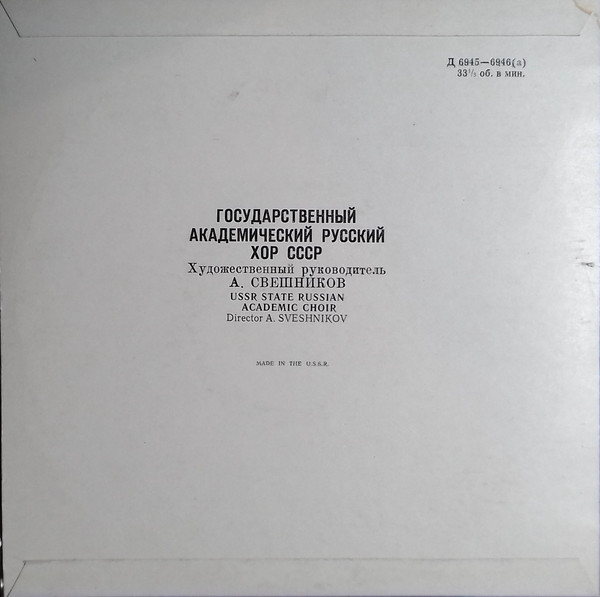 Д 6945—6946(а)
33⅓ об. в мин.
ГОСУДАРСТВЕННЫЙ
АКАДЕМИЧЕСКИЙ РУССКИЙ
ХОР СССР
Художественный руководитель
А. СВЕШНИКОВ
USSR STATE RUSSIAN
ACADEMIC CHOIR
Director A. SVESHNIKOV
MADE IN THE U.S.S.R.